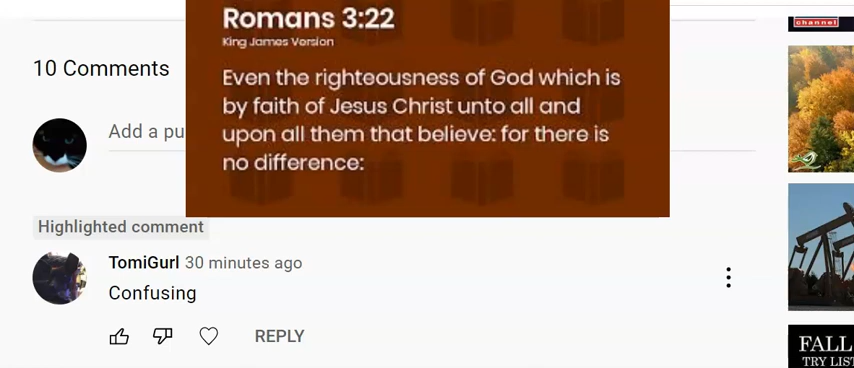 Romans 3:22
King James Version
Even the righteousness of God which is
by faith of Jesus Christ unto all and
upon all them that believe: for there is
no difference:
10 Comments
Add a pu
Highlighted comment
TomiGurl 30 minutes ago
Confusing
REPLY
channel
FALL
TRY LIST